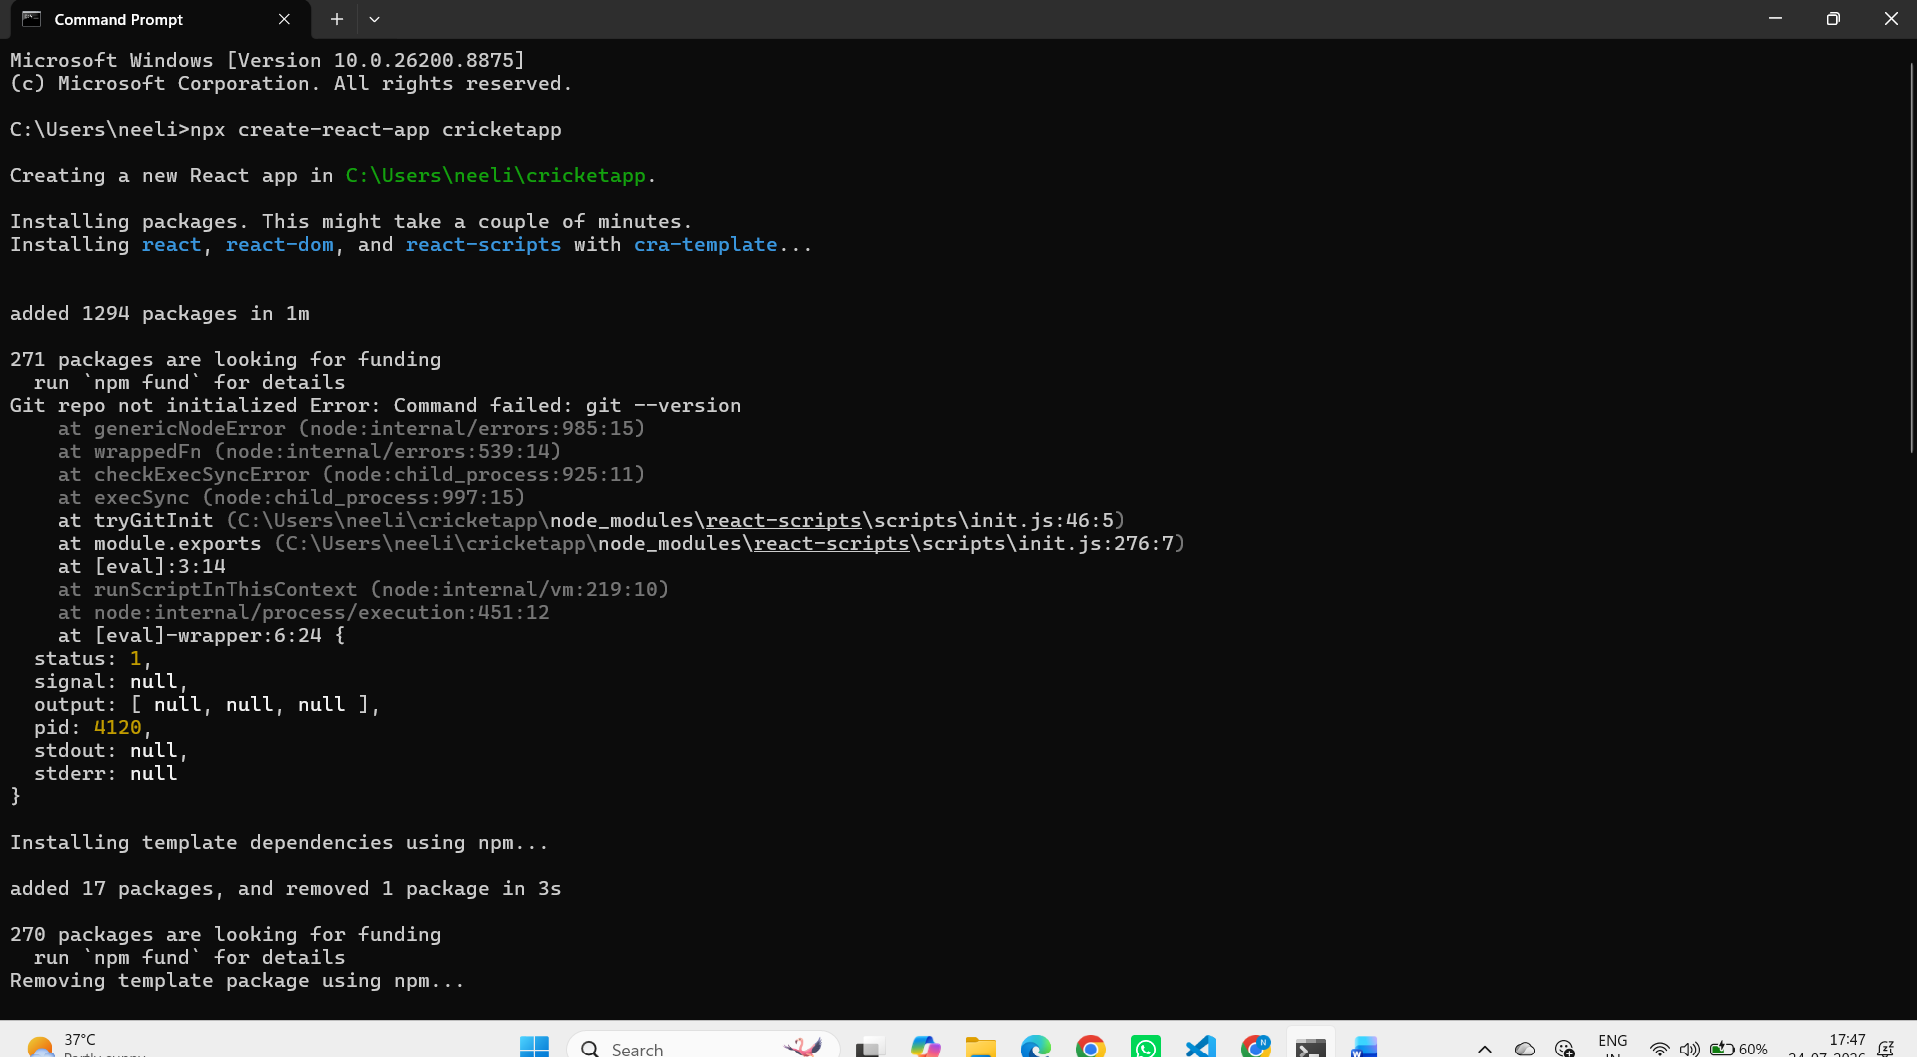 Command Prompt
Microsoft Windows [Version 10.0.26200.8875]
(c) Microsoft Corporation. All rights reserved.
C:\Users\neeli>npx create-react-app cricketapp
Creating a new React app in C:\Users\neeli\cricketapp.
Installing packages. This might take a couple of minutes.
Installing react, react-dom, and react-scripts with cra-template...
added 1294 packages in 1m
271 packages are looking for funding
  run `npm fund` for details
Git repo not initialized Error: Command failed: git --version
    at genericNodeError (node:internal/errors:985:15)
    at wrappedFn (node:internal/errors:539:14)
    at checkExecSyncError (node:child_process:925:11)
    at execSync (node:child_process:997:15)
    at tryGitInit (C:\Users\neeli\cricketapp\node_modules\react-scripts\scripts\init.js:46:5)
    at module.exports (C:\Users\neeli\cricketapp\node_modules\react-scripts\scripts\init.js:276:7)
    at [eval]:3:14
    at runScriptInThisContext (node:internal/vm:219:10)
    at node:internal/process/execution:451:12
    at [eval]-wrapper:6:24 {
  status: 1,
  signal: null,
  output: [ null, null, null ],
  pid: 4120,
  stdout: null,
  stderr: null
}
Installing template dependencies using npm...
added 17 packages, and removed 1 package in 3s
270 packages are looking for funding
  run `npm fund` for details
Removing template package using npm...
37°C
Partly sunny
Search
ENG
IN
60%
17:47
24-07-2026